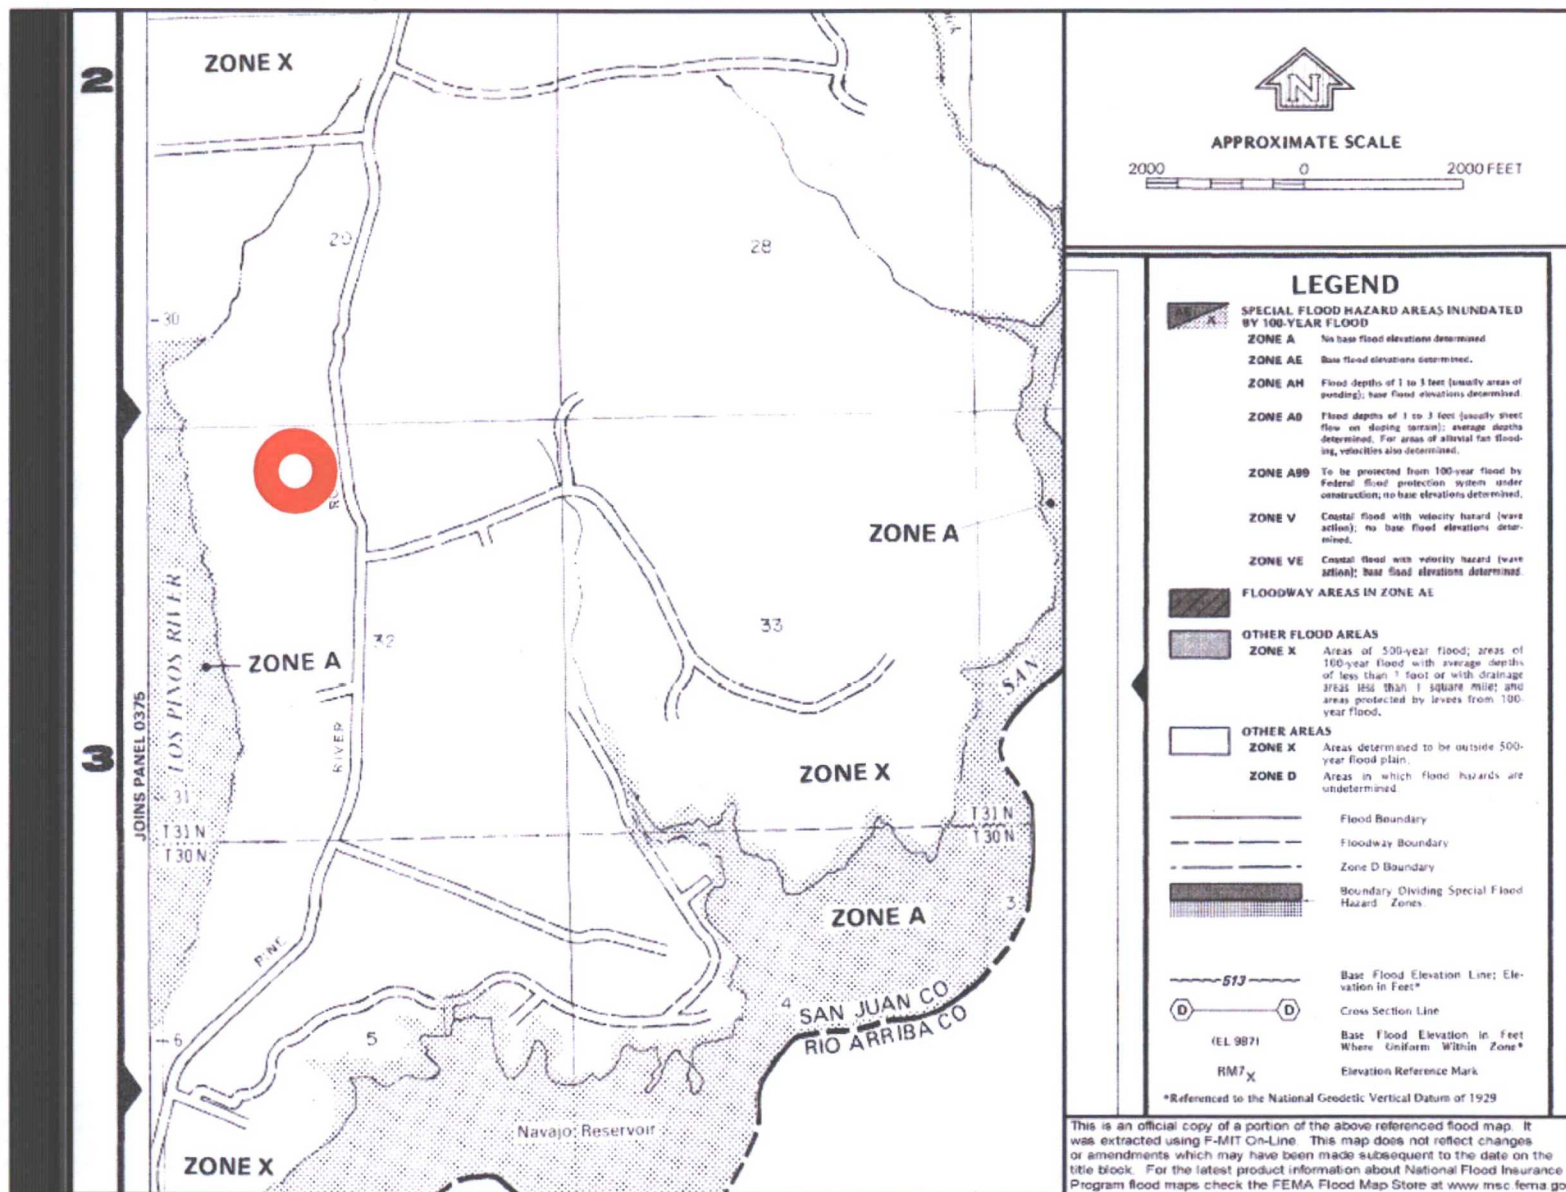 2
ZONE X
29
28
30
ZONE A
LOS PINOS RIVER
ZONE A
32
33
SAN
JOINS PANEL 0375
RIVER
3
ZONE X
31
T31N
T30N
T31N
T30N
ZONE A
3
PINE
4
SAN JUAN CO
RIO ARRIBA CO
6
5
Navajo Reservoir
ZONE X
N
APPROXIMATE SCALE
2000 0 2000 FEET
LEGEND
SPECIAL FLOOD HAZARD AREAS INUNDATED
BY 100-YEAR FLOOD
ZONE A No base flood elevations determined
ZONE AE Base flood elevations determined.
ZONE AH Flood depths of 1 to 3 feet (usually areas of
ponding); base flood elevations determined.
ZONE A0 Flood depths of 1 to 3 feet (usually sheet
flow on sloping terrain); average depths
determined. For areas of alluvial fan flood-
ing, velocities also determined.
ZONE A99 To be protected from 100-year flood by
Federal flood protection system under
construction; no base elevations determined.
ZONE V Coastal flood with velocity hazard (wave
action); no base flood elevations deter-
mined.
ZONE VE Coastal flood with velocity hazard (wave
action); base flood elevations determined.
FLOODWAY AREAS IN ZONE AE
OTHER FLOOD AREAS
ZONE X Areas of 500-year flood; areas of
100-year flood with average depths
of less than 1 foot or with drainage
areas less than 1 square mile; and
areas protected by levees from 100-
year flood.
OTHER AREAS
ZONE X Areas determined to be outside 500-
year flood plain.
ZONE D Areas in which flood hazards are
undetermined.
Flood Boundary
Floodway Boundary
Zone D Boundary
Boundary Dividing Special Flood
Hazard Zones.
513 Base Flood Elevation Line; Ele-
vation in Feet*
D D Cross Section Line
(EL 987) Base Flood Elevation in Feet
Where Uniform Within Zone*
RM7X Elevation Reference Mark
*Referenced to the National Geodetic Vertical Datum of 1929
This is an official copy of a portion of the above referenced flood map. It
was extracted using F-MIT On-Line. This map does not reflect changes
or amendments which may have been made subsequent to the date on the
title block. For the latest product information about National Flood Insurance
Program flood maps check the FEMA Flood Map Store at www.msc.fema.go